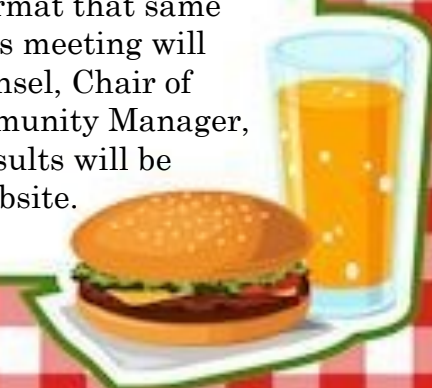 rmat that same
s meeting will
nsel, Chair of
munity Manager,
sults will be
bsite.